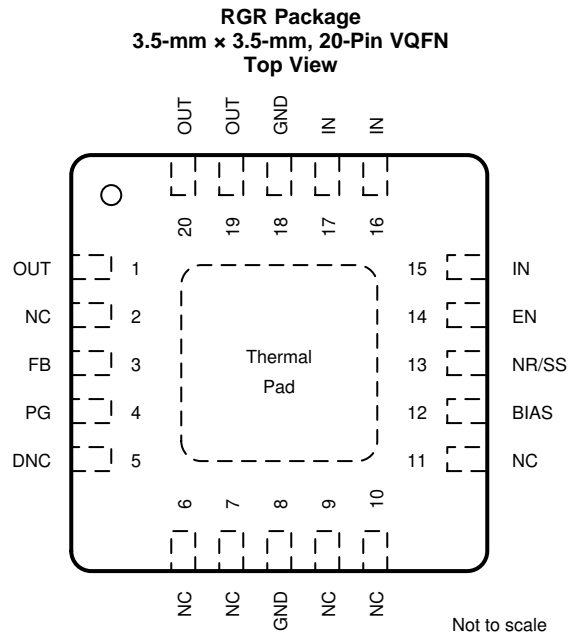 RGR Package
3.5-mm × 3.5-mm, 20-Pin VQFN
Top View
OUT OUT GND IN IN
20 19 18 17 16
OUT 1 15 IN
NC 2 14 EN
FB 3 Thermal 13 NR/SS
PG 4 Pad 12 BIAS
DNC 5 11 NC
6 7 8 9 10
NC NC GND NC NC
Not to scale